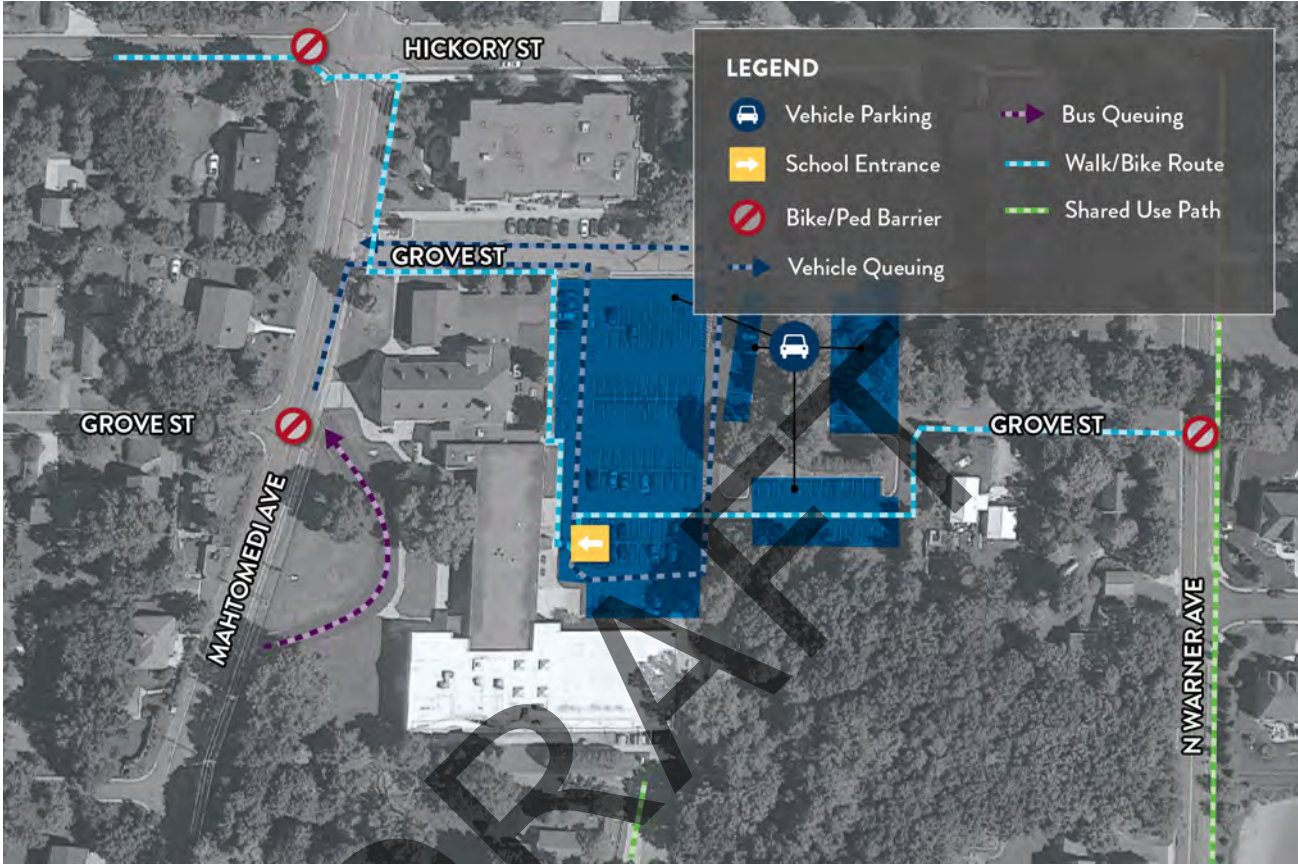 HICKORY ST
LEGEND
Vehicle Parking
School Entrance
Bike/Ped Barrier
Vehicle Queuing
Bus Queuing
Walk/Bike Route
Shared Use Path
GROVE ST
GROVE ST
GROVE ST
MAHTOMEDI AVE
N WARNER AVE
DRAFT